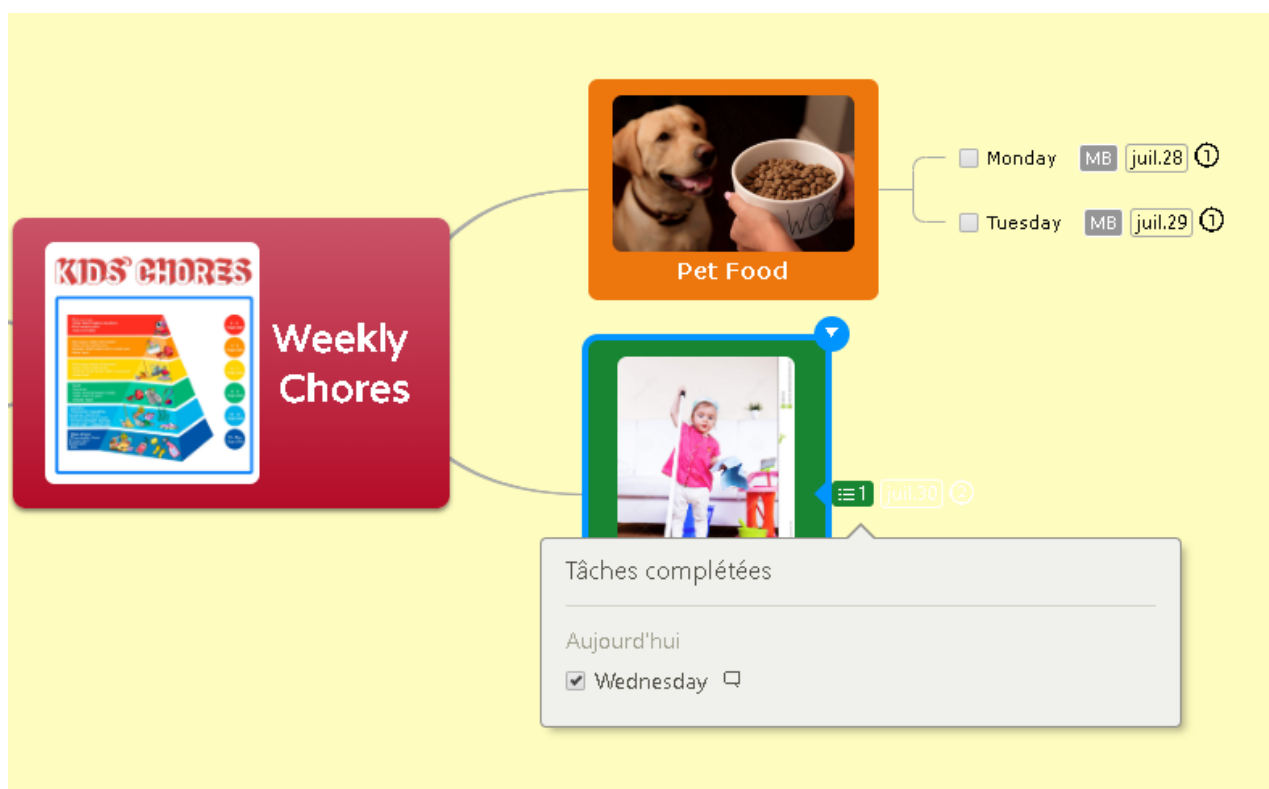 KIDS' CHORES
Weekly
Chores
WOO
Pet Food
Monday MB juil.28 1
Tuesday MB juil.29 1
1 juil.30 2
Tâches complétées
Aujourd'hui
Wednesday